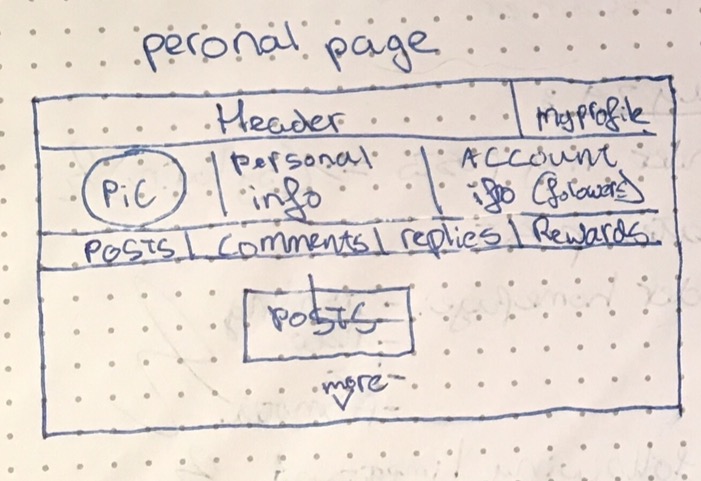 peronal page
Header myprofile
Pic personal info ACCOUNT ifo (folowers)
POSTS | comments | replies | Rewards
POSTS
more